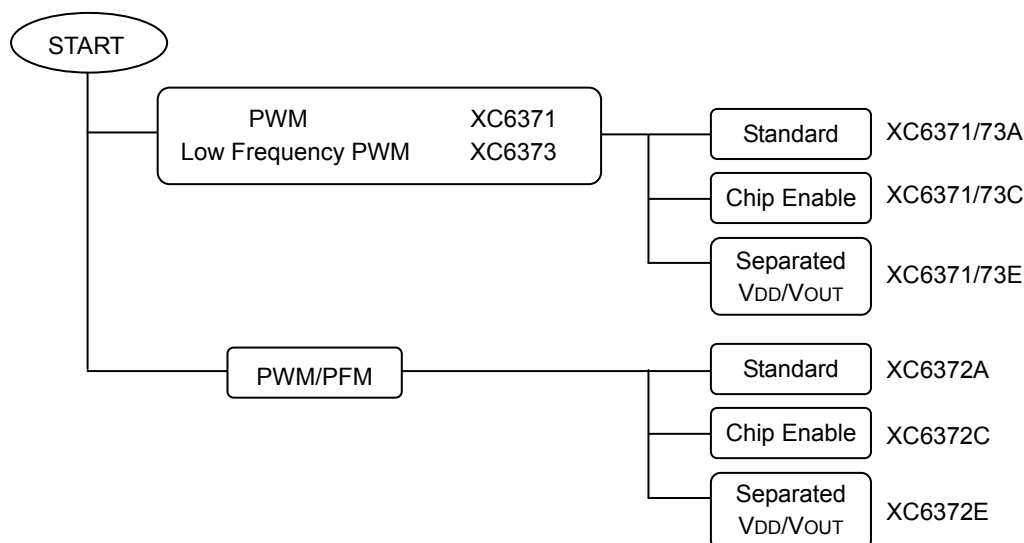 START
PWM XC6371
Low Frequency PWM XC6373
Standard XC6371/73A
Chip Enable XC6371/73C
Separated
VDD/VOUT XC6371/73E
PWM/PFM
Standard XC6372A
Chip Enable XC6372C
Separated
VDD/VOUT XC6372E